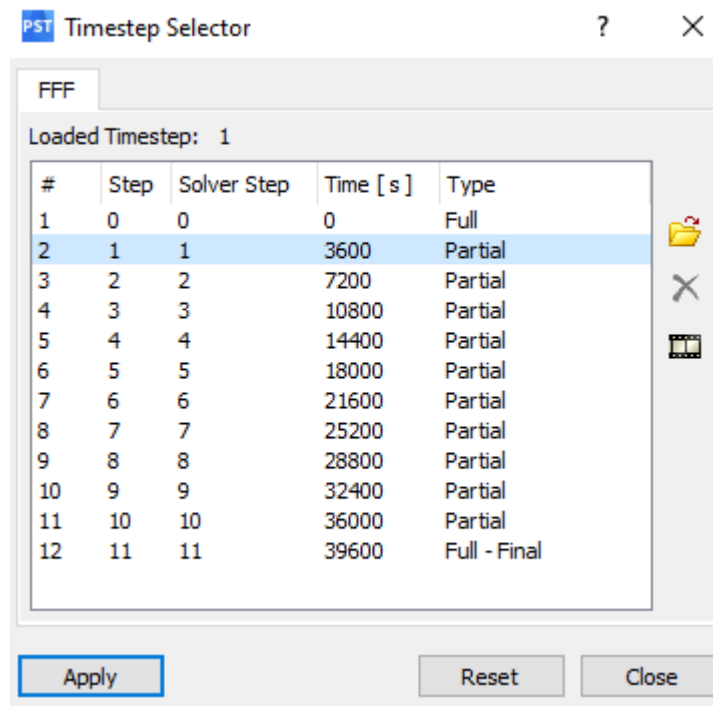 PST Timestep Selector ? X
FFF
Loaded Timestep: 1
# Step Solver Step Time [ s ] Type
1 0 0 0 Full
2 1 1 3600 Partial
3 2 2 7200 Partial
4 3 3 10800 Partial
5 4 4 14400 Partial
6 5 5 18000 Partial
7 6 6 21600 Partial
8 7 7 25200 Partial
9 8 8 28800 Partial
10 9 9 32400 Partial
11 10 10 36000 Partial
12 11 11 39600 Full - Final
Apply Reset Close